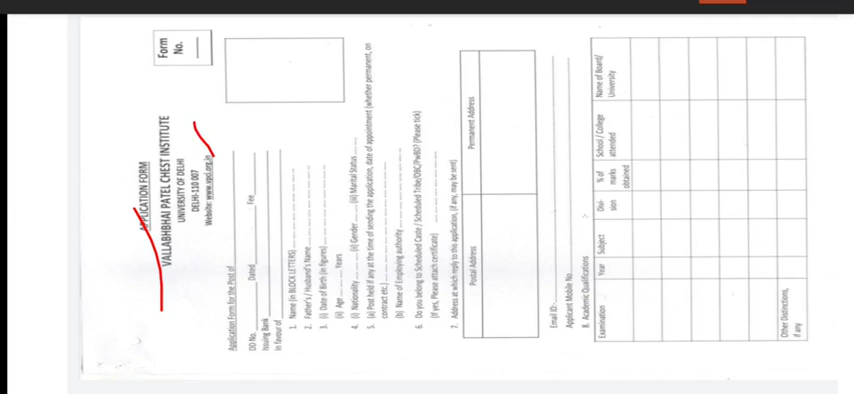 APPLICATION FORM
VALLABHBHAI PATEL CHEST INSTITUTE
UNIVERSITY OF DELHI
DELHI-110 007
Website: www.vpci.org.in
Form
No.
Application Form for the Post of
DD No. Dated Fee
Issuing Bank
In favour of
1. Name (in BLOCK LETTERS)
2. Father's / Husband's Name
3. (i) Date of Birth (in figures)
(ii) Age Years
4. (i) Nationality (ii) Gender (iii) Marital Status
5. (a) Post held if any at the time of sending the application, date of appointment (whether permanent, on
contract etc.)
(b) Name of Employing authority
6. Do you belong to Scheduled Caste / Scheduled Tribe/OBC/PwBD? (Please tick)
(If yes, Please attach certificate)
7. Address at which reply to this application, (if any, may be sent)
Postal Address Permanent Address
Email ID:-
Applicant Mobile No
8. Academic Qualifications :-
Examination Year Subject Divi-
sion % of
marks
obtained School / College
attended Name of Board/
University
Other Distinctions,
if any